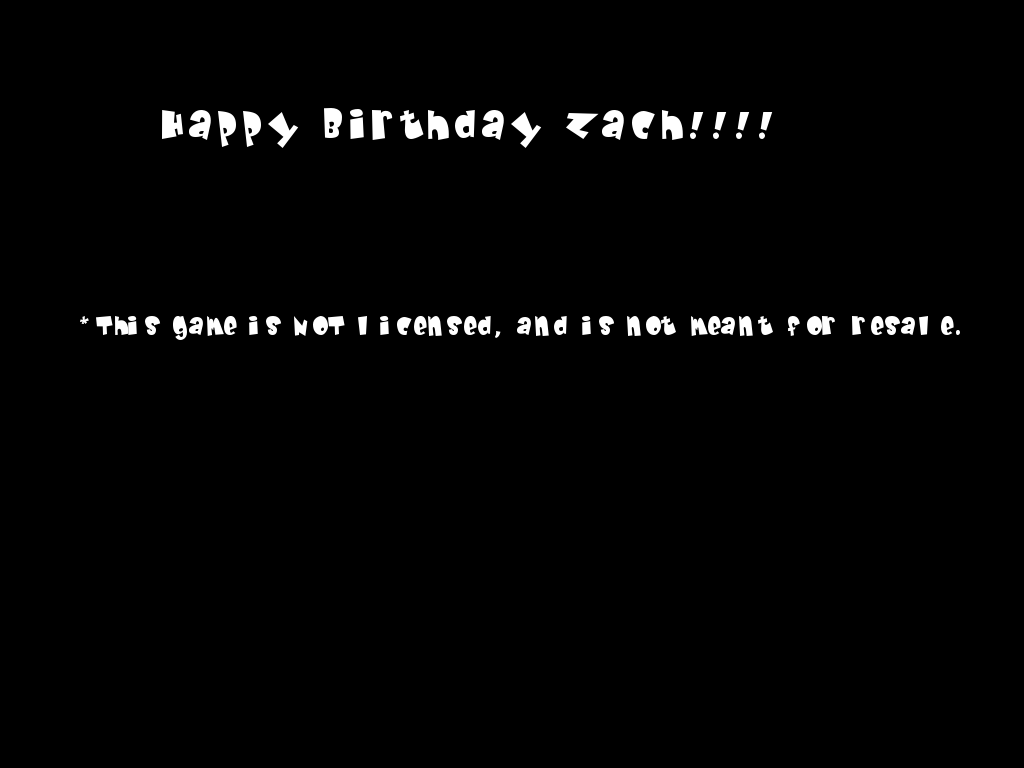 Happy Birthday Zach!!!!
*This game is NOT licensed, and is not meant for resale.